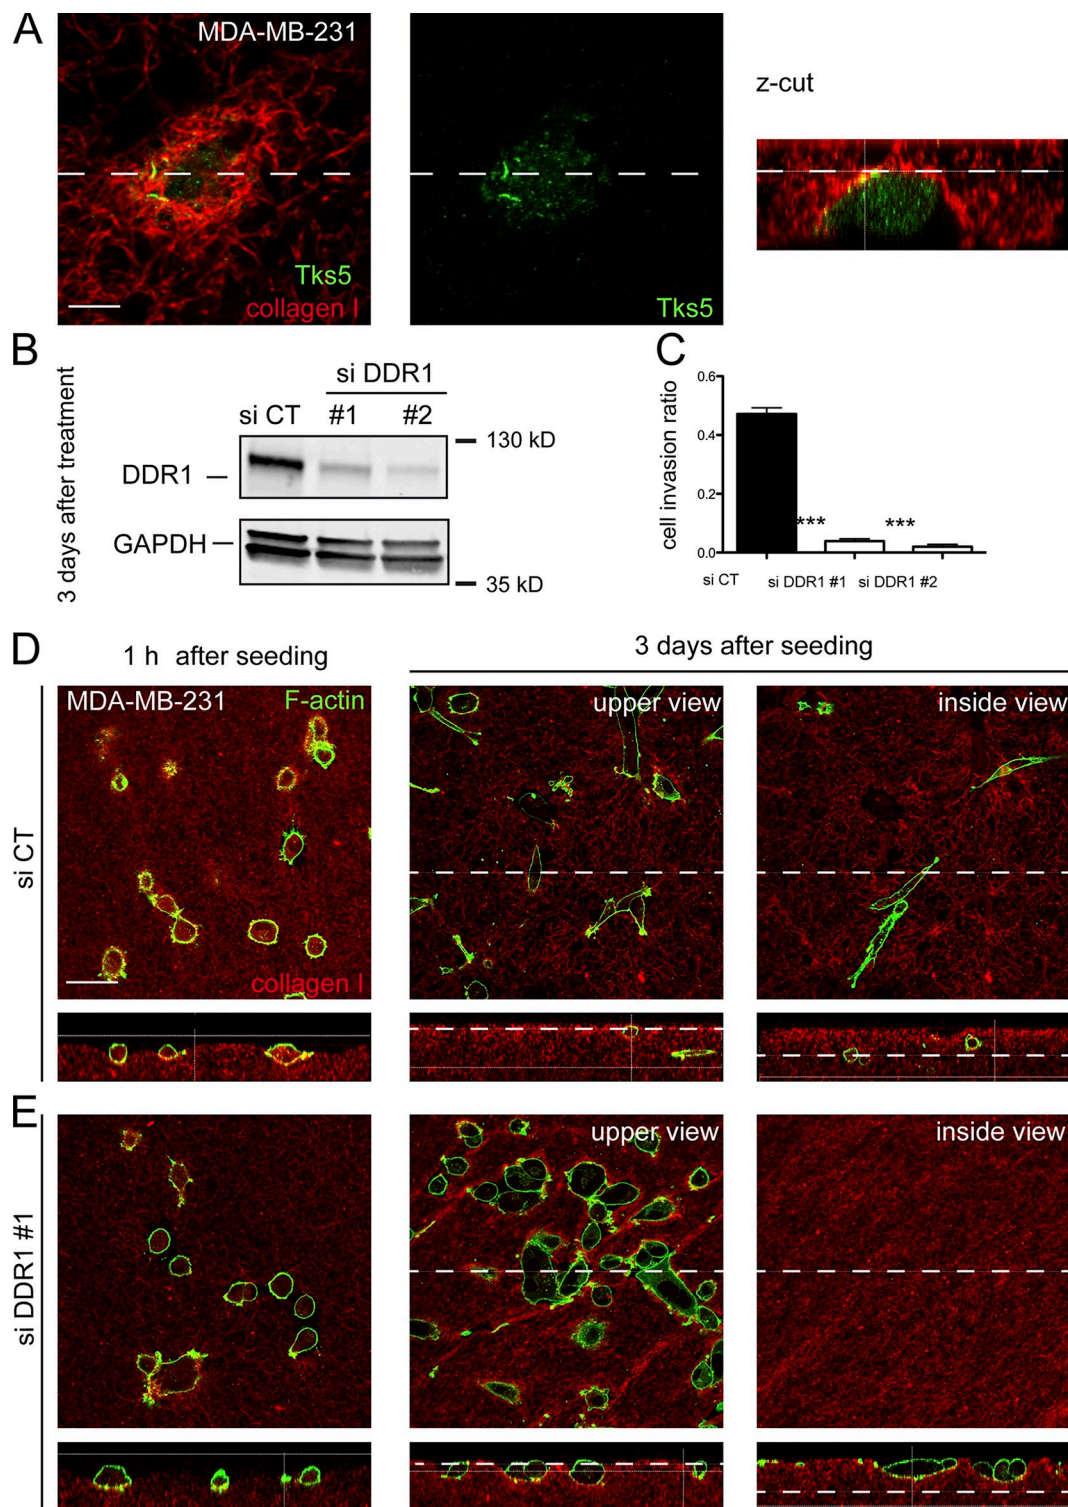 A
MDA-MB-231
Tks5
collagen I
Tks5
z-cut
B
3 days after treatment
si DDR1
si CT #1 #2
130 kD
DDR1
GAPDH
35 kD
C
cell invasion ratio
0.6
0.4
0.2
0.0
*** ***
si CT si DDR1 #1 si DDR1 #2
D
1 h after seeding
3 days after seeding
si CT
MDA-MB-231 F-actin
collagen I
upper view
inside view
E
si DDR1 #1
upper view
inside view